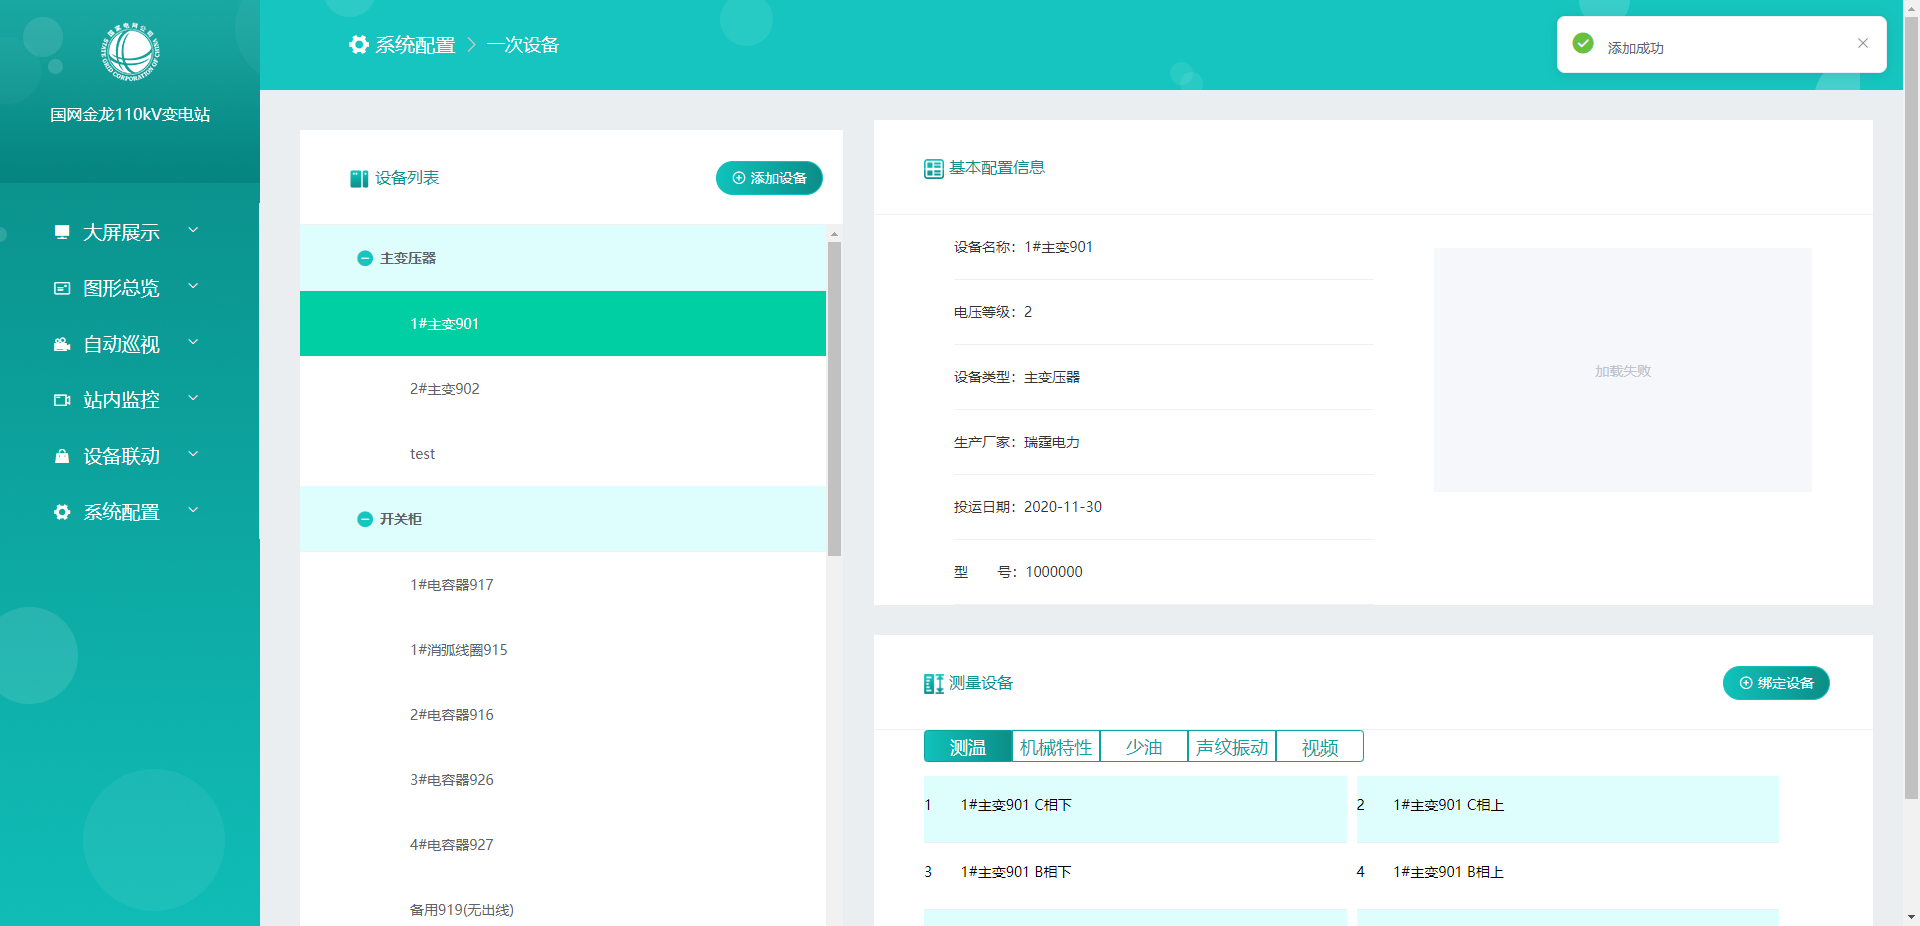 国家电网公司
STATE GRID CORPORATION OF CHINA
国网金龙110kV变电站
大屏展示
图形总览
自动巡视
站内监控
设备联动
系统配置
系统配置 > 一次设备
添加成功
设备列表
添加设备
主变压器
1#主变901
2#主变902
test
开关柜
1#电容器917
1#消弧线圈915
2#电容器916
3#电容器926
4#电容器927
备用919(无出线)
基本配置信息
设备名称：1#主变901
电压等级：2
设备类型：主变压器
生产厂家：瑞霆电力
投运日期：2020-11-30
型 号：1000000
加载失败
测量设备
绑定设备
测温 机械特性 少油 声纹振动 视频
1 1#主变901 C相下
2 1#主变901 C相上
3 1#主变901 B相下
4 1#主变901 B相上